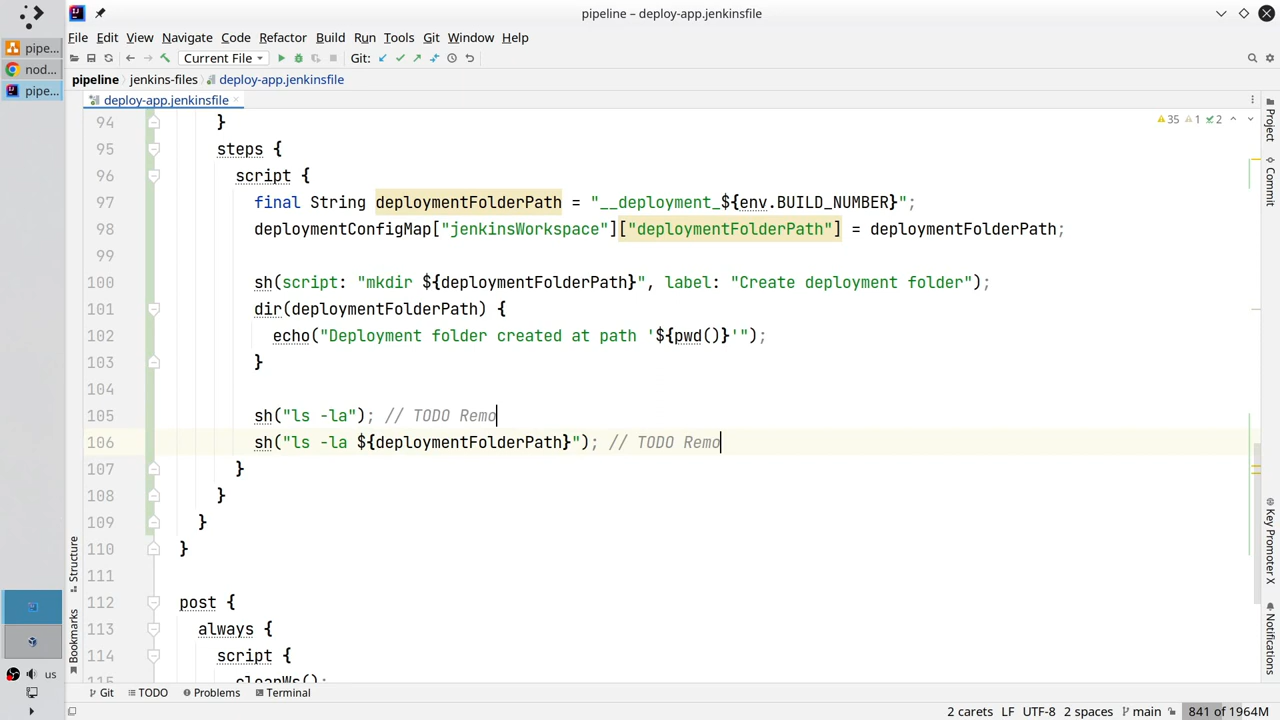 pipeline – deploy-app.jenkinsfile
File Edit View Navigate Code Refactor Build Run Tools Git Window Help
Current File Git:
pipeline jenkins-files deploy-app.jenkinsfile
deploy-app.jenkinsfile
pipe...
nod...
pipe...
35 1 2
94 }
95 steps {
96 script {
97 final String deploymentFolderPath = "__deployment_${env.BUILD_NUMBER}";
98 deploymentConfigMap["jenkinsWorkspace"]["deploymentFolderPath"] = deploymentFolderPath;
99
100 sh(script: "mkdir ${deploymentFolderPath}", label: "Create deployment folder");
101 dir(deploymentFolderPath) {
102 echo("Deployment folder created at path '${pwd()}'");
103 }
104
105 sh("ls -la"); // TODO Remo
106 sh("ls -la ${deploymentFolderPath}"); // TODO Remo
107 }
108 }
109 }
110 }
111
112 post {
113 always {
114 script {
115 cleanWs();
Project
Commit
Key Promoter X
Notifications
Structure
Bookmarks
us
Git TODO Problems Terminal
2 carets LF UTF-8 2 spaces main 841 of 1964M